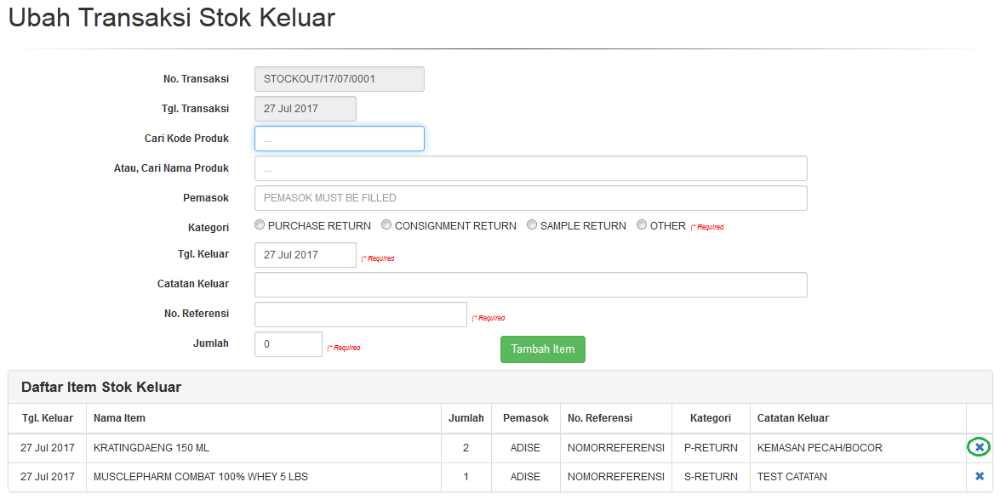 Ubah Transaksi Stok Keluar
No. Transaksi STOCKOUT/17/07/0001
Tgl. Transaksi 27 Jul 2017
Cari Kode Produk ...
Atau, Cari Nama Produk ...
Pemasok PEMASOK MUST BE FILLED
Kategori PURCHASE RETURN CONSIGNMENT RETURN SAMPLE RETURN OTHER (* Required
Tgl. Keluar 27 Jul 2017 (* Required
Catatan Keluar
No. Referensi (* Required
Jumlah 0 (* Required Tambah Item
Daftar Item Stok Keluar
Tgl. Keluar Nama Item Jumlah Pemasok No. Referensi Kategori Catatan Keluar
27 Jul 2017 KRATINGDAENG 150 ML 2 ADISE NOMORREFERENSI P-RETURN KEMASAN PECAH/BOCOR
27 Jul 2017 MUSCLEPHARM COMBAT 100% WHEY 5 LBS 1 ADISE NOMORREFERENSI S-RETURN TEST CATATAN